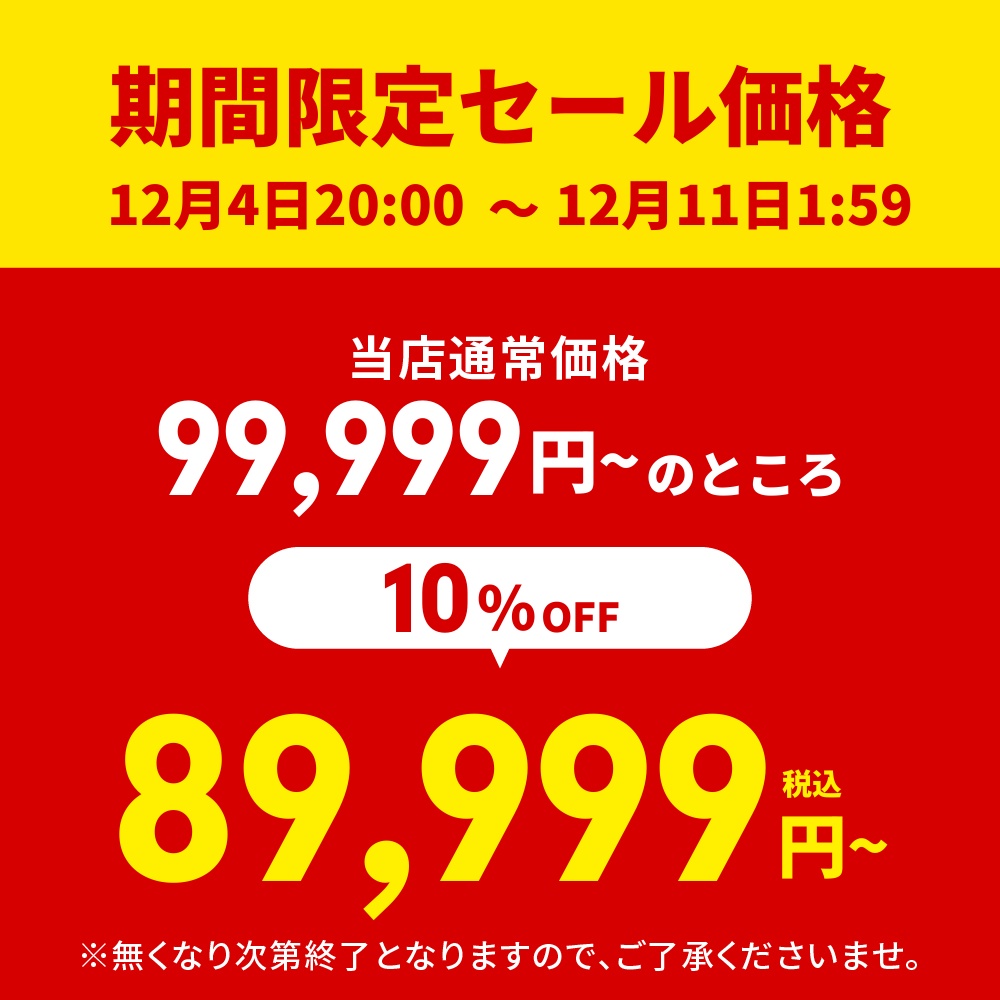 期間限定セール価格
12月4日20:00 ～ 12月11日1:59
当店通常価格
99,999円~のところ
10%OFF
89,999税込円~
※無くなり次第終了となりますので、ご了承くださいませ。